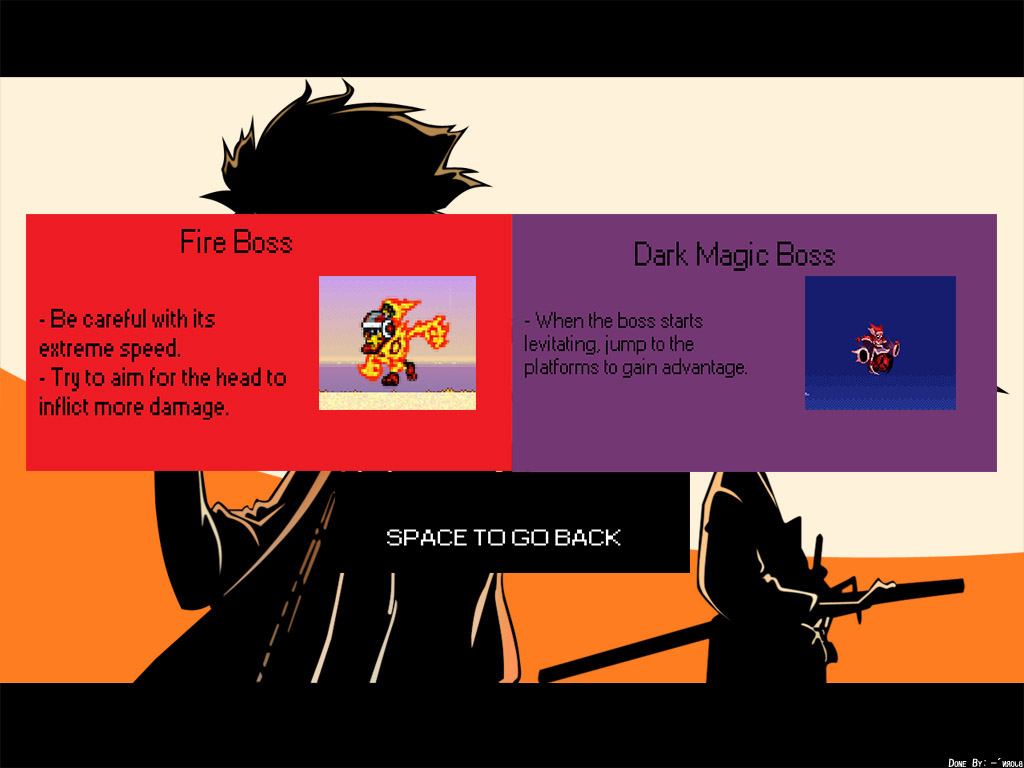 Fire Boss
- Be careful with its
extreme speed.
- Try to aim for the head to
inflict more damage.
Dark Magic Boss
- When the boss starts
levitating, jump to the
platforms to gain advantage.
SPACE TO GO BACK
Done By: -